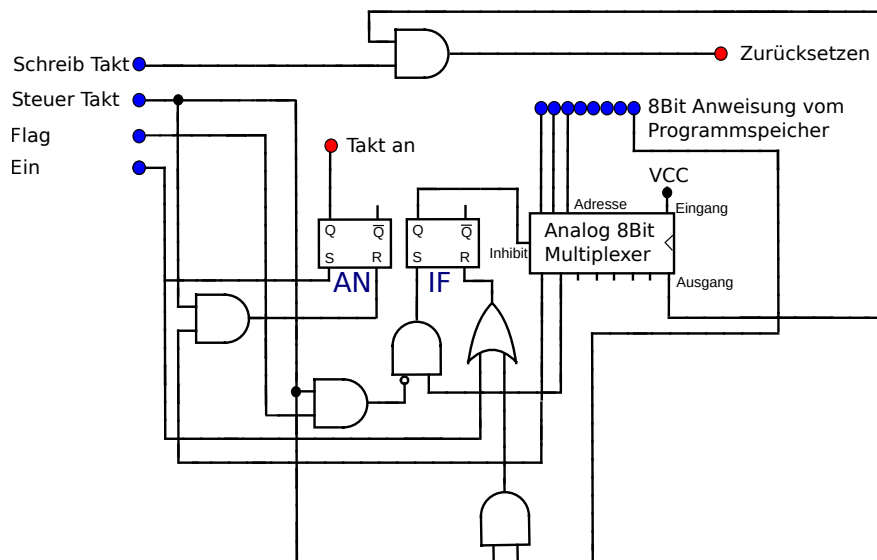 Schreib Takt
Zurücksetzen
Steuer Takt
8Bit Anweisung vom
Programmspeicher
Flag
Takt an
Ein
VCC
Adresse
Eingang
Q Q
S R
AN
Q Q
S R
IF
Inhibit
Analog 8Bit
Multiplexer
Ausgang